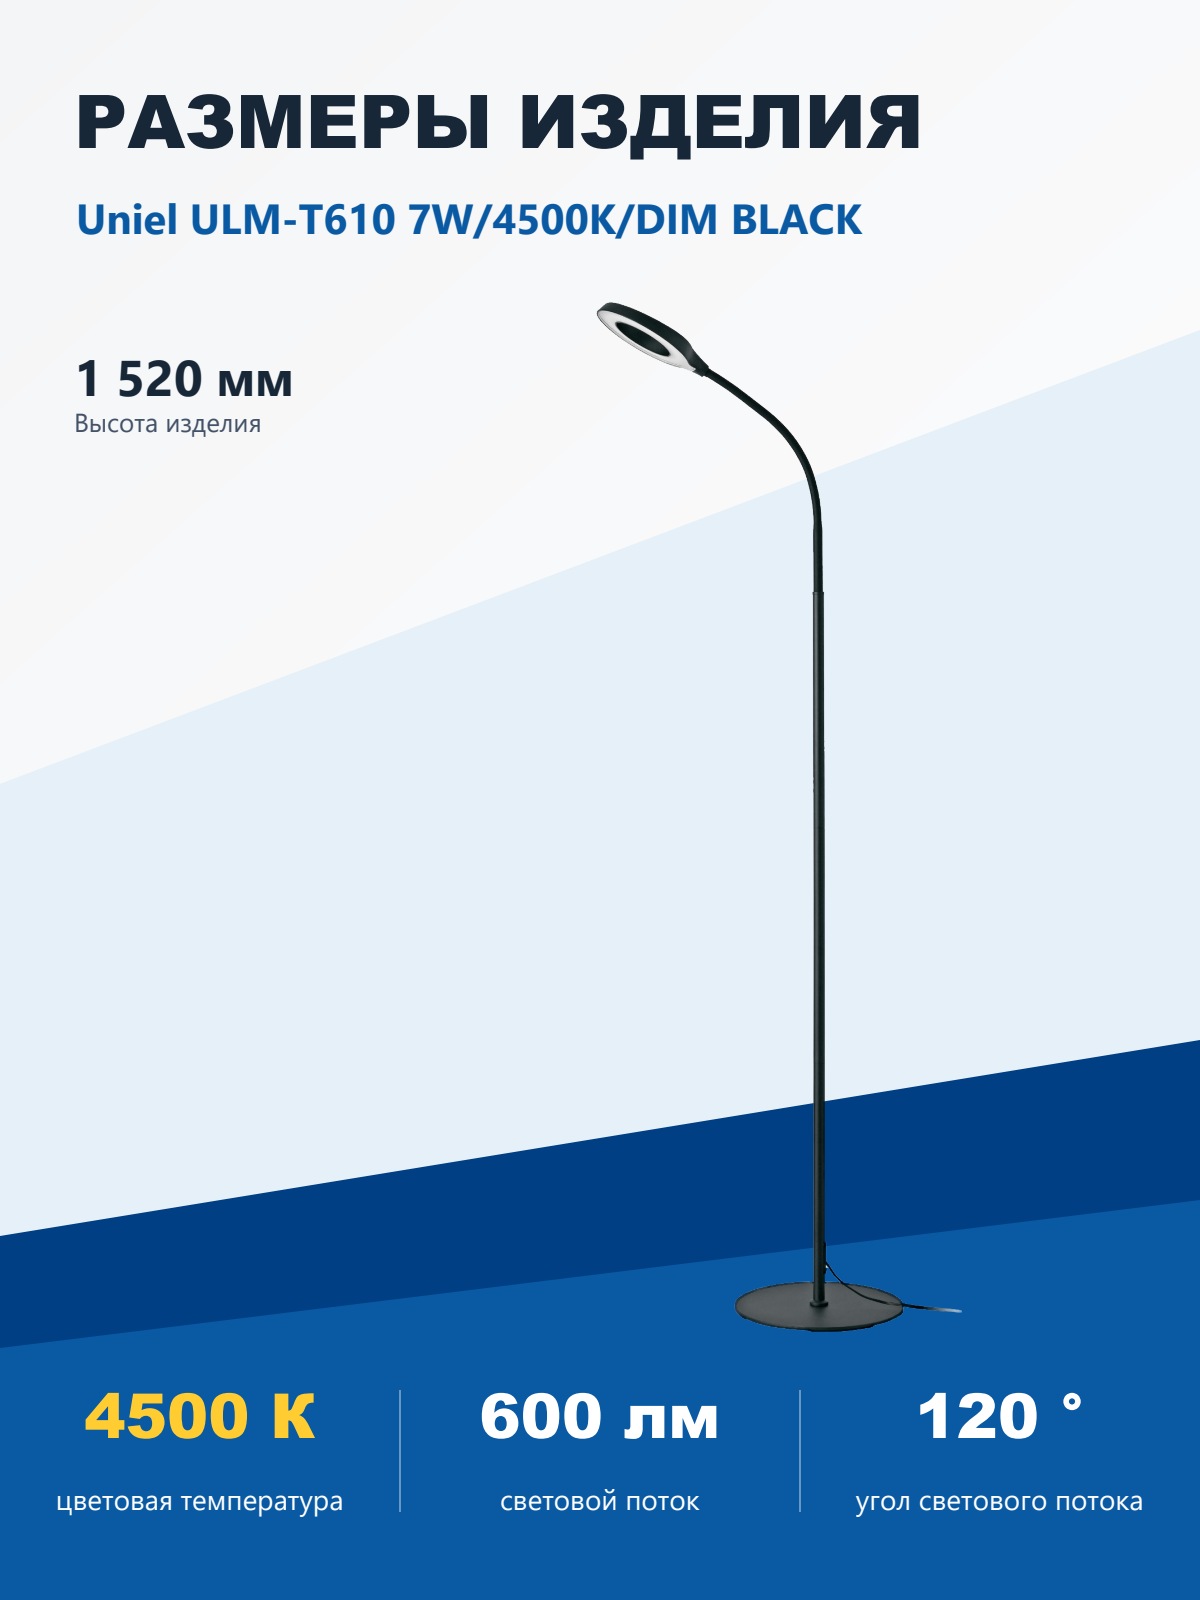 РАЗМЕРЫ ИЗДЕЛИЯ
Uniel ULM-T610 7W/4500K/DIM BLACK
1 520 мм
Высота изделия
4500 К
цветовая температура
600 лм
световой поток
120 °
угол светового потока